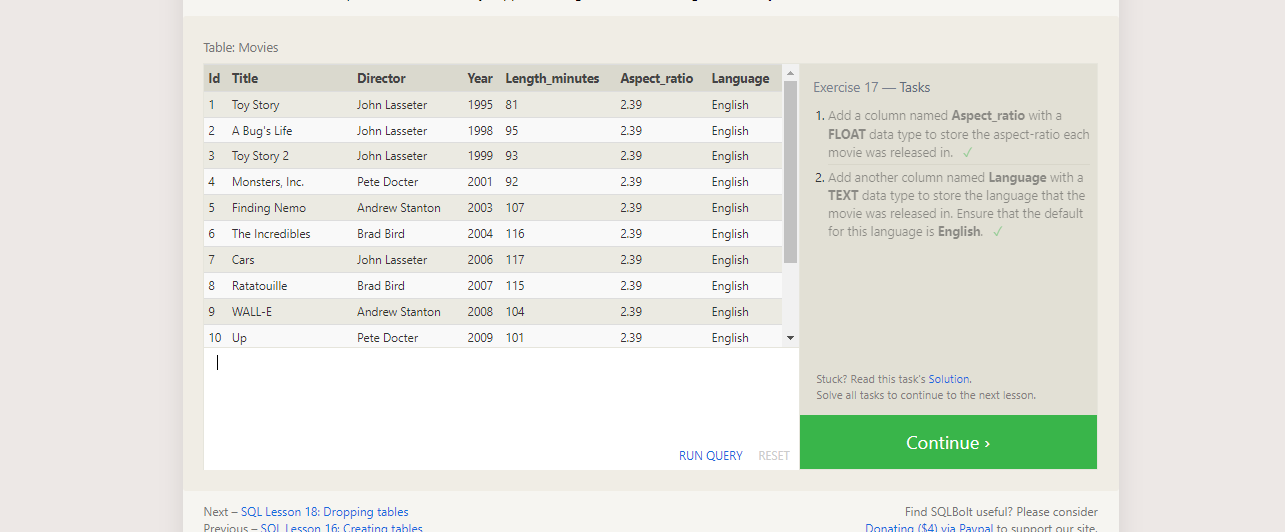 Table: Movies
Id Title Director Year Length_minutes Aspect_ratio Language
1 Toy Story John Lasseter 1995 81 2.39 English
2 A Bug's Life John Lasseter 1998 95 2.39 English
3 Toy Story 2 John Lasseter 1999 93 2.39 English
4 Monsters, Inc. Pete Docter 2001 92 2.39 English
5 Finding Nemo Andrew Stanton 2003 107 2.39 English
6 The Incredibles Brad Bird 2004 116 2.39 English
7 Cars John Lasseter 2006 117 2.39 English
8 Ratatouille Brad Bird 2007 115 2.39 English
9 WALL-E Andrew Stanton 2008 104 2.39 English
10 Up Pete Docter 2009 101 2.39 English
RUN QUERY RESET
Exercise 17 — Tasks
1. Add a column named Aspect_ratio with a
FLOAT data type to store the aspect-ratio each
movie was released in. ✓
2. Add another column named Language with a
TEXT data type to store the language that the
movie was released in. Ensure that the default
for this language is English. ✓
Stuck? Read this task's Solution.
Solve all tasks to continue to the next lesson.
Continue ›
Next – SQL Lesson 18: Dropping tables
Previous – SQL Lesson 16: Creating tables
Find SQLBolt useful? Please consider
Donating ($4) via Paypal to support our site.